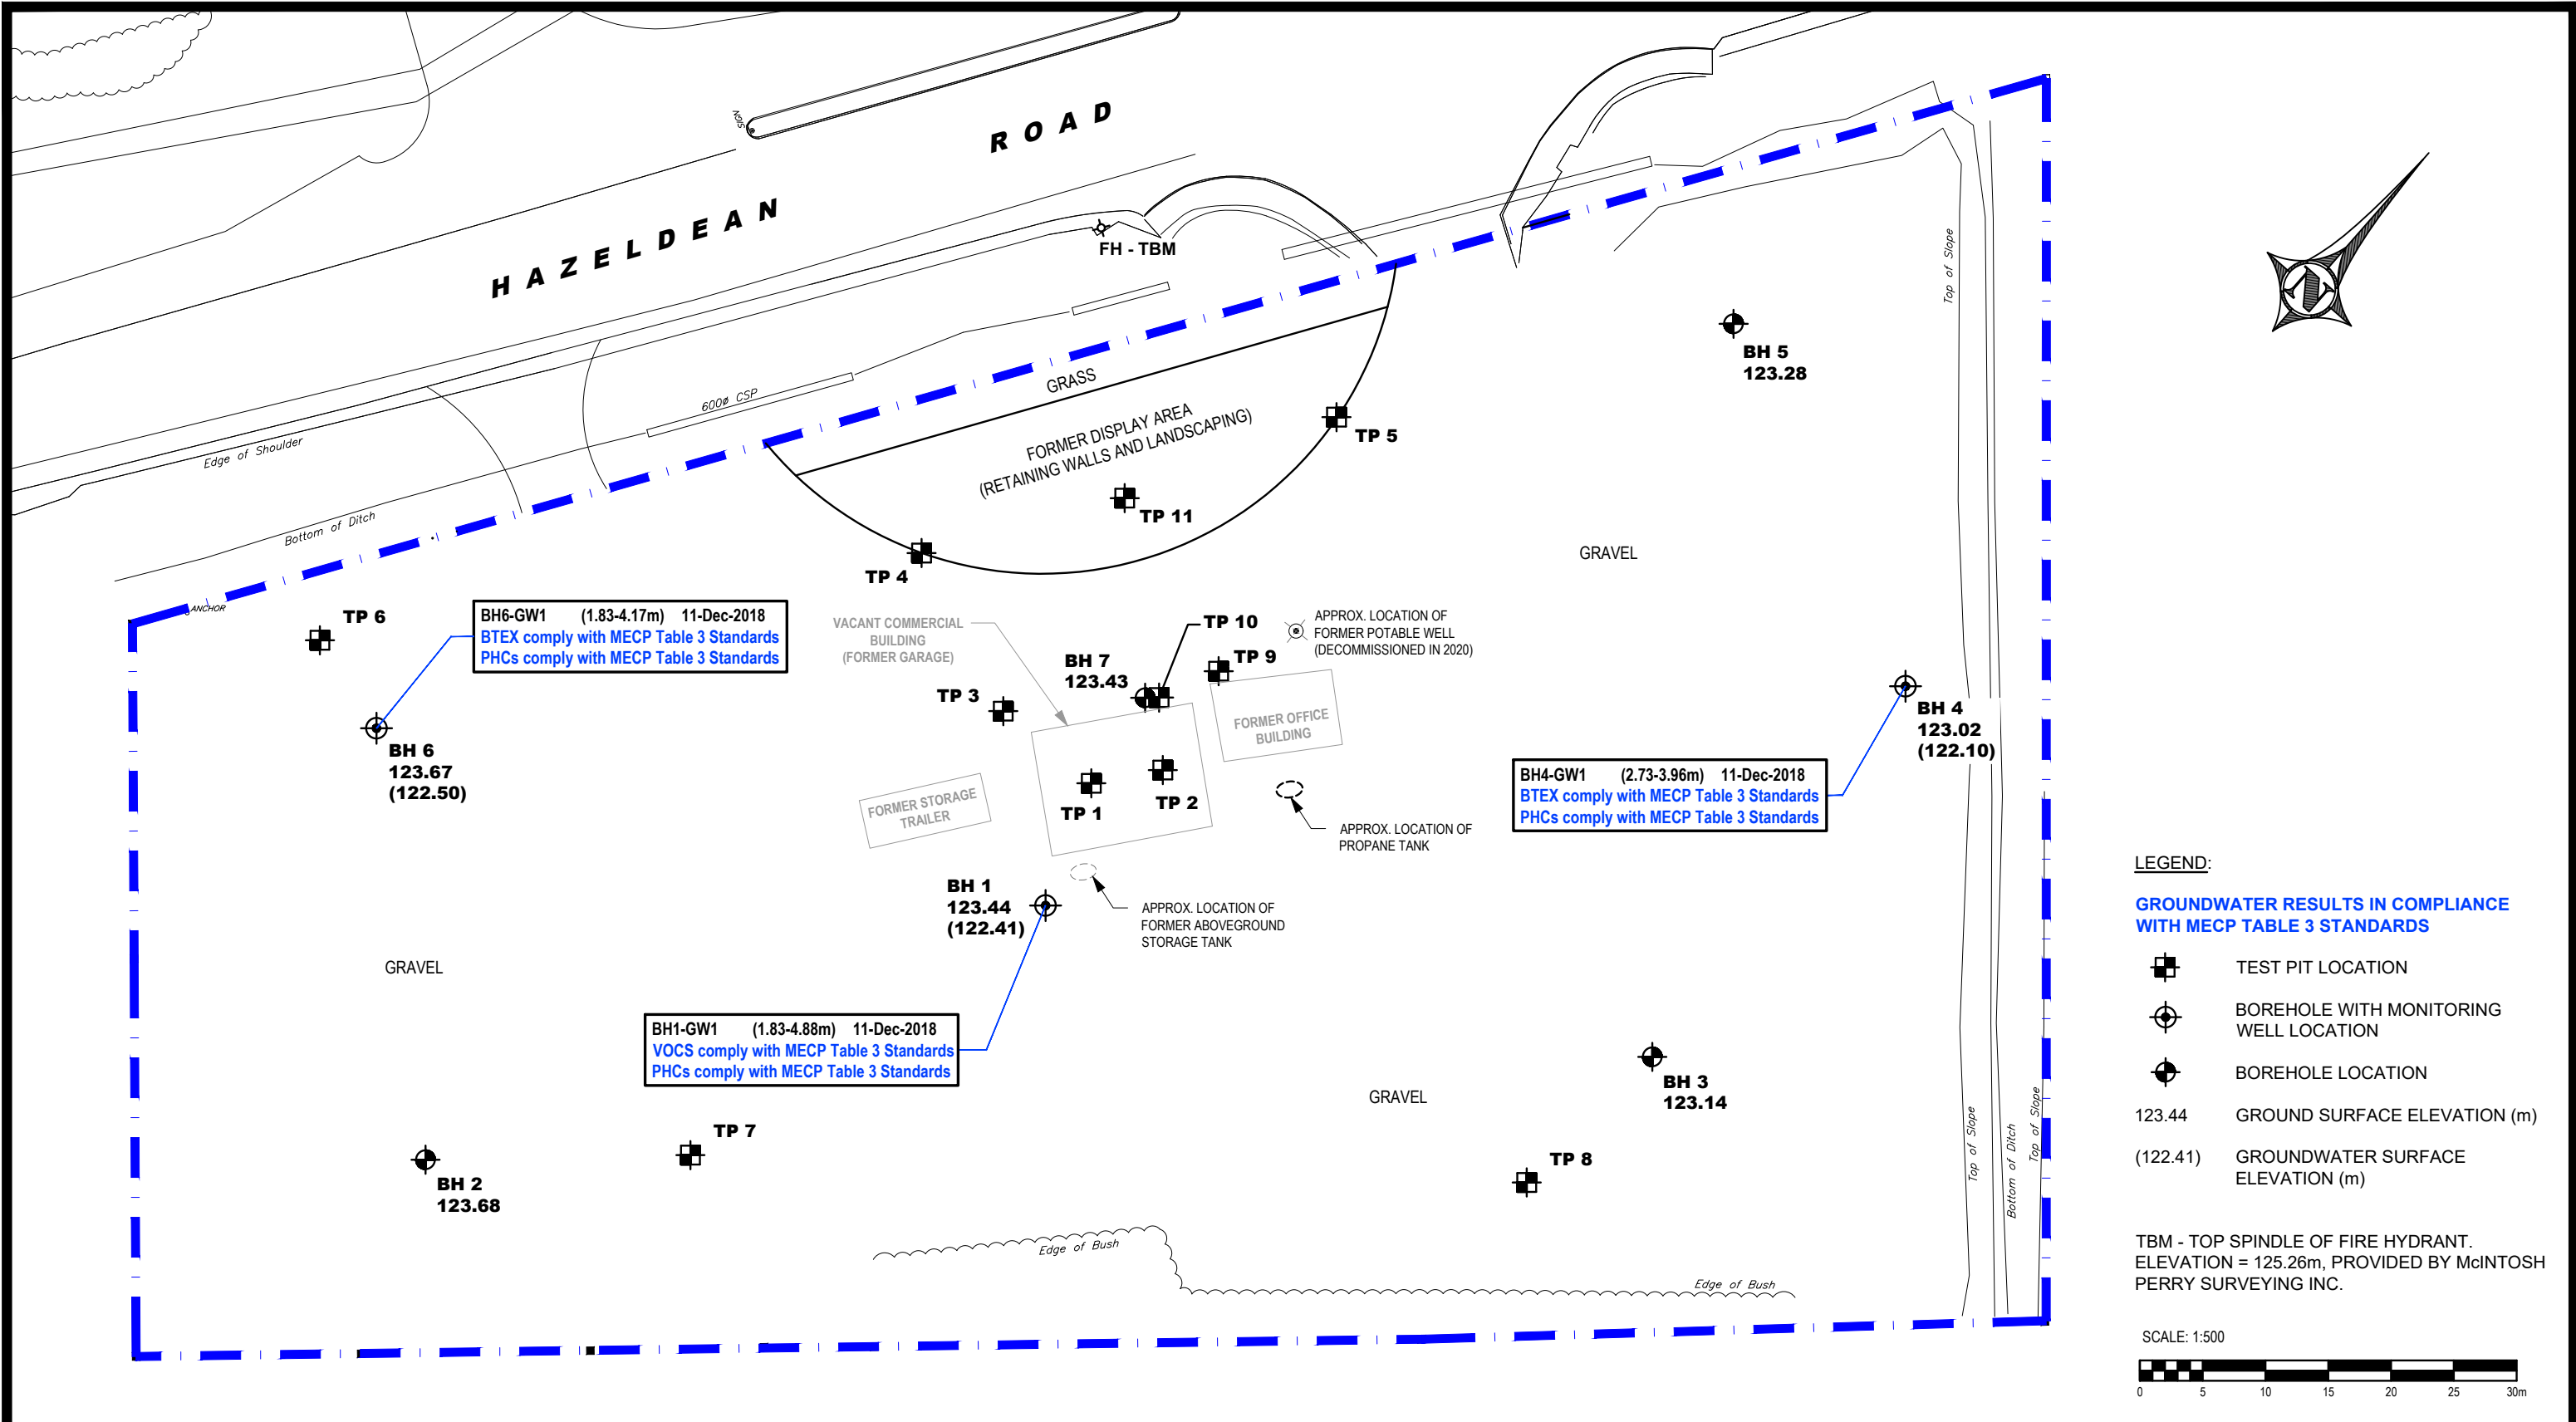 SIGN
HAZELDEAN ROAD
FH - TBM
Edge of Shoulder
Bottom of Ditch
600ø CSP
GRASS
FORMER DISPLAY AREA
(RETAINING WALLS AND LANDSCAPING)
TP 5
TP 11
TP 4
BH 5
123.28
Top of Slope
GRAVEL
ANCHOR
TP 6
BH6-GW1 (1.83-4.17m) 11-Dec-2018
BTEX comply with MECP Table 3 Standards
PHCs comply with MECP Table 3 Standards
BH 6
123.67
(122.50)
VACANT COMMERCIAL
BUILDING
(FORMER GARAGE)
TP 3
BH 7
123.43
TP 10
TP 9
APPROX. LOCATION OF
FORMER POTABLE WELL
(DECOMMISSIONED IN 2020)
FORMER OFFICE
BUILDING
TP 1
TP 2
FORMER STORAGE
TRAILER
APPROX. LOCATION OF
PROPANE TANK
BH4-GW1 (2.73-3.96m) 11-Dec-2018
BTEX comply with MECP Table 3 Standards
PHCs comply with MECP Table 3 Standards
BH 4
123.02
(122.10)
BH 1
123.44
(122.41)
APPROX. LOCATION OF
FORMER ABOVEGROUND
STORAGE TANK
GRAVEL
BH1-GW1 (1.83-4.88m) 11-Dec-2018
VOCS comply with MECP Table 3 Standards
PHCs comply with MECP Table 3 Standards
GRAVEL
BH 3
123.14
TP 7
BH 2
123.68
TP 8
Edge of Bush
Edge of Bush
Top of Slope
Bottom of Ditch
Top of Slope
LEGEND:
GROUNDWATER RESULTS IN COMPLIANCE
WITH MECP TABLE 3 STANDARDS
TEST PIT LOCATION
BOREHOLE WITH MONITORING
WELL LOCATION
BOREHOLE LOCATION
123.44 GROUND SURFACE ELEVATION (m)
(122.41) GROUNDWATER SURFACE
ELEVATION (m)
TBM - TOP SPINDLE OF FIRE HYDRANT.
ELEVATION = 125.26m, PROVIDED BY McINTOSH
PERRY SURVEYING INC.
SCALE: 1:500
0 5 10 15 20 25 30m